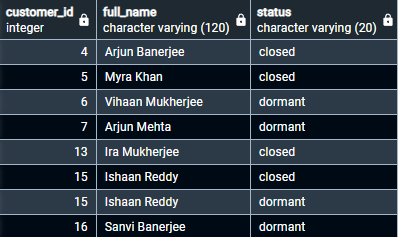 customer_id full_name status
integer character varying (120) character varying (20)
4 Arjun Banerjee closed
5 Myra Khan closed
6 Vihaan Mukherjee dormant
7 Arjun Mehta dormant
13 Ira Mukherjee closed
15 Ishaan Reddy closed
15 Ishaan Reddy dormant
16 Sanvi Banerjee dormant